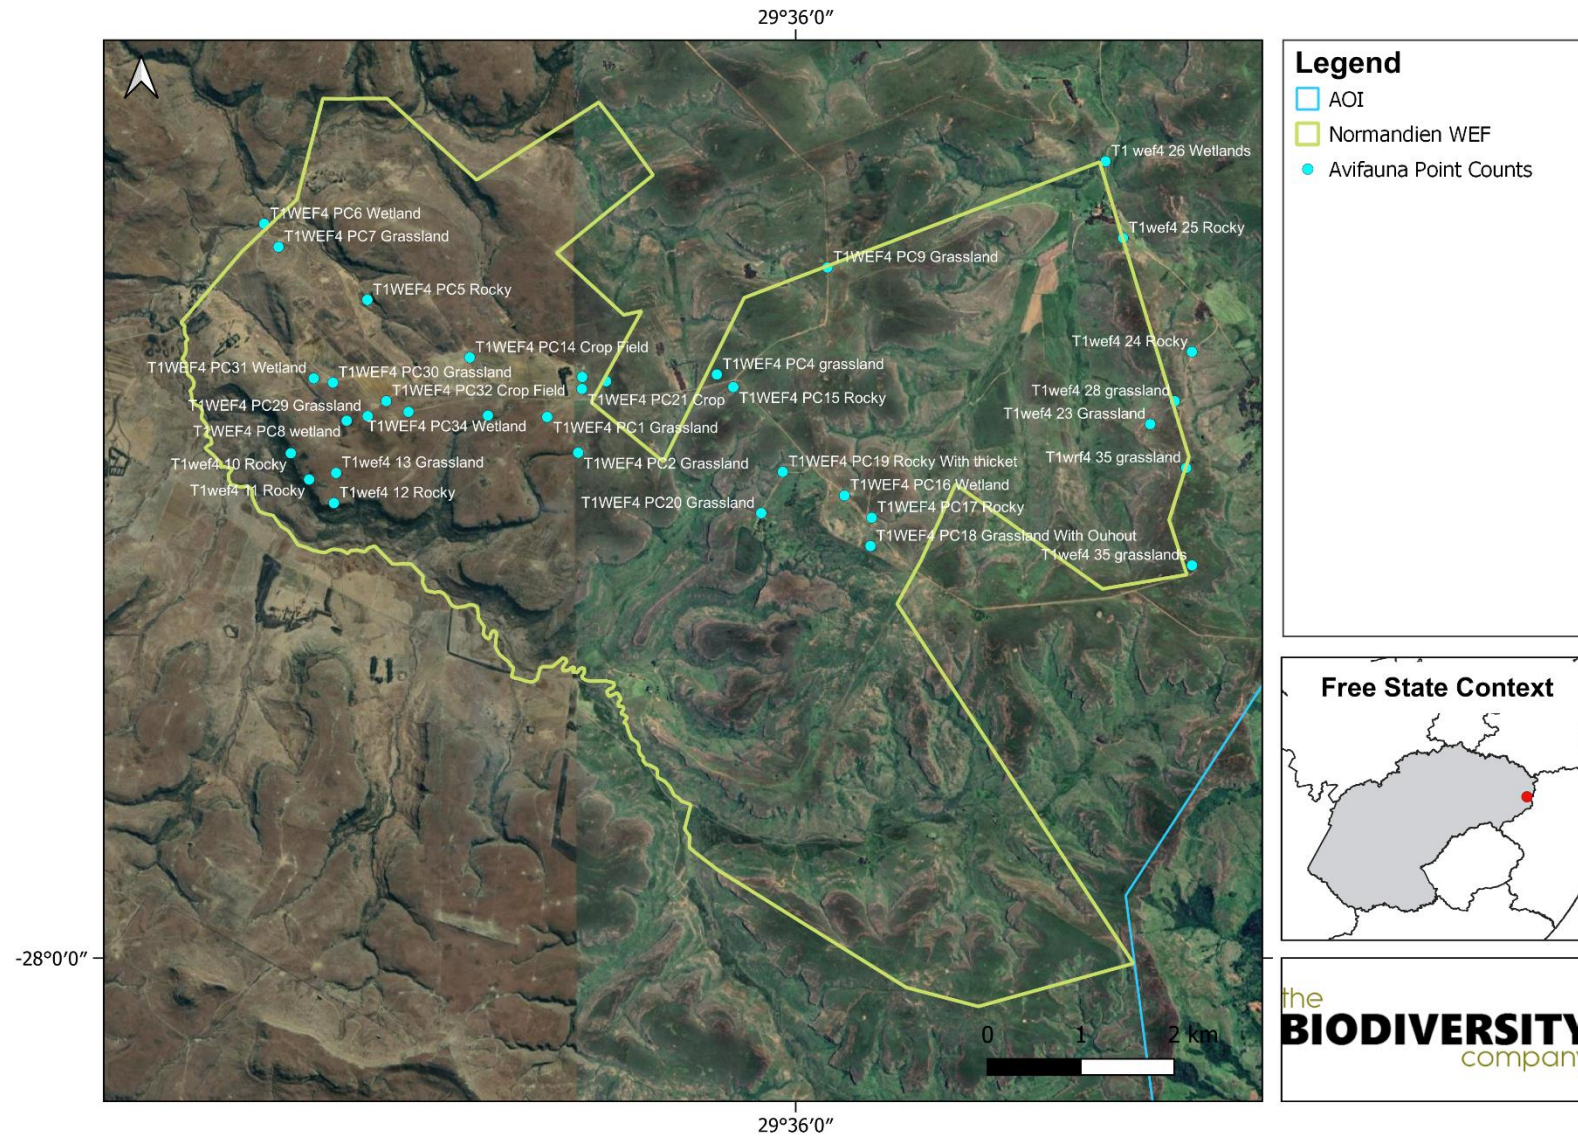 29°36′0″
Legend
AOI
Normandien WEF
Avifauna Point Counts
T1 wef4 26 Wetlands
T1WEF4 PC6 Wetland
T1wef4 25 Rocky
T1WEF4 PC7 Grassland
T1WEF4 PC9 Grassland
T1WEF4 PC5 Rocky
T1wef4 24 Rocky
T1WEF4 PC14 Crop Field
T1WEF4 PC31 Wetland
T1WEF4 PC30 Grassland
T1WEF4 PC4 grassland
T1WEF4 PC32 Crop Field
T1wef4 28 grassland
T1WEF4 PC21 Crop
T1WEF4 PC15 Rocky
T1WEF4 PC29 Grassland
T1wef4 23 Grassland
T1WEF4 PC34 Wetland
T1WEF4 PC1 Grassland
T1WEF4 PC8 wetland
T1wrf4 35 grassland
T1wef4 10 Rocky
T1wef4 13 Grassland
T1WEF4 PC2 Grassland
T1WEF4 PC19 Rocky With thicket
T1wef4 11 Rocky
T1wef4 12 Rocky
T1WEF4 PC16 Wetland
T1WEF4 PC20 Grassland
T1WEF4 PC17 Rocky
T1WEF4 PC18 Grassland With Ouhout
T1wef4 35 grasslands
Free State Context
-28°0′0″
0 1 2 km
the
BIODIVERSITY
company
29°36′0″